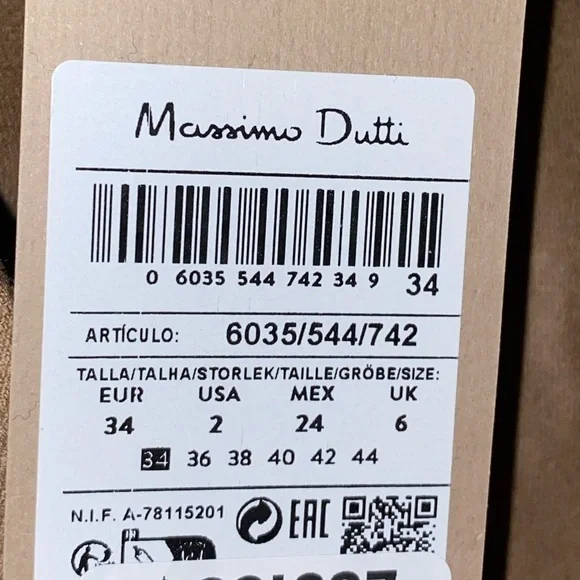 Massimo Dutti
0 6035 544 742 34 9 34
ARTÍCULO: 6035/544/742
TALLA/TALHA/STORLEK/TAILLE/GRÖBE/SIZE:
EUR USA MEX UK
34 2 24 6
34 36 38 40 42 44
N.I.F. A-78115201 EAC